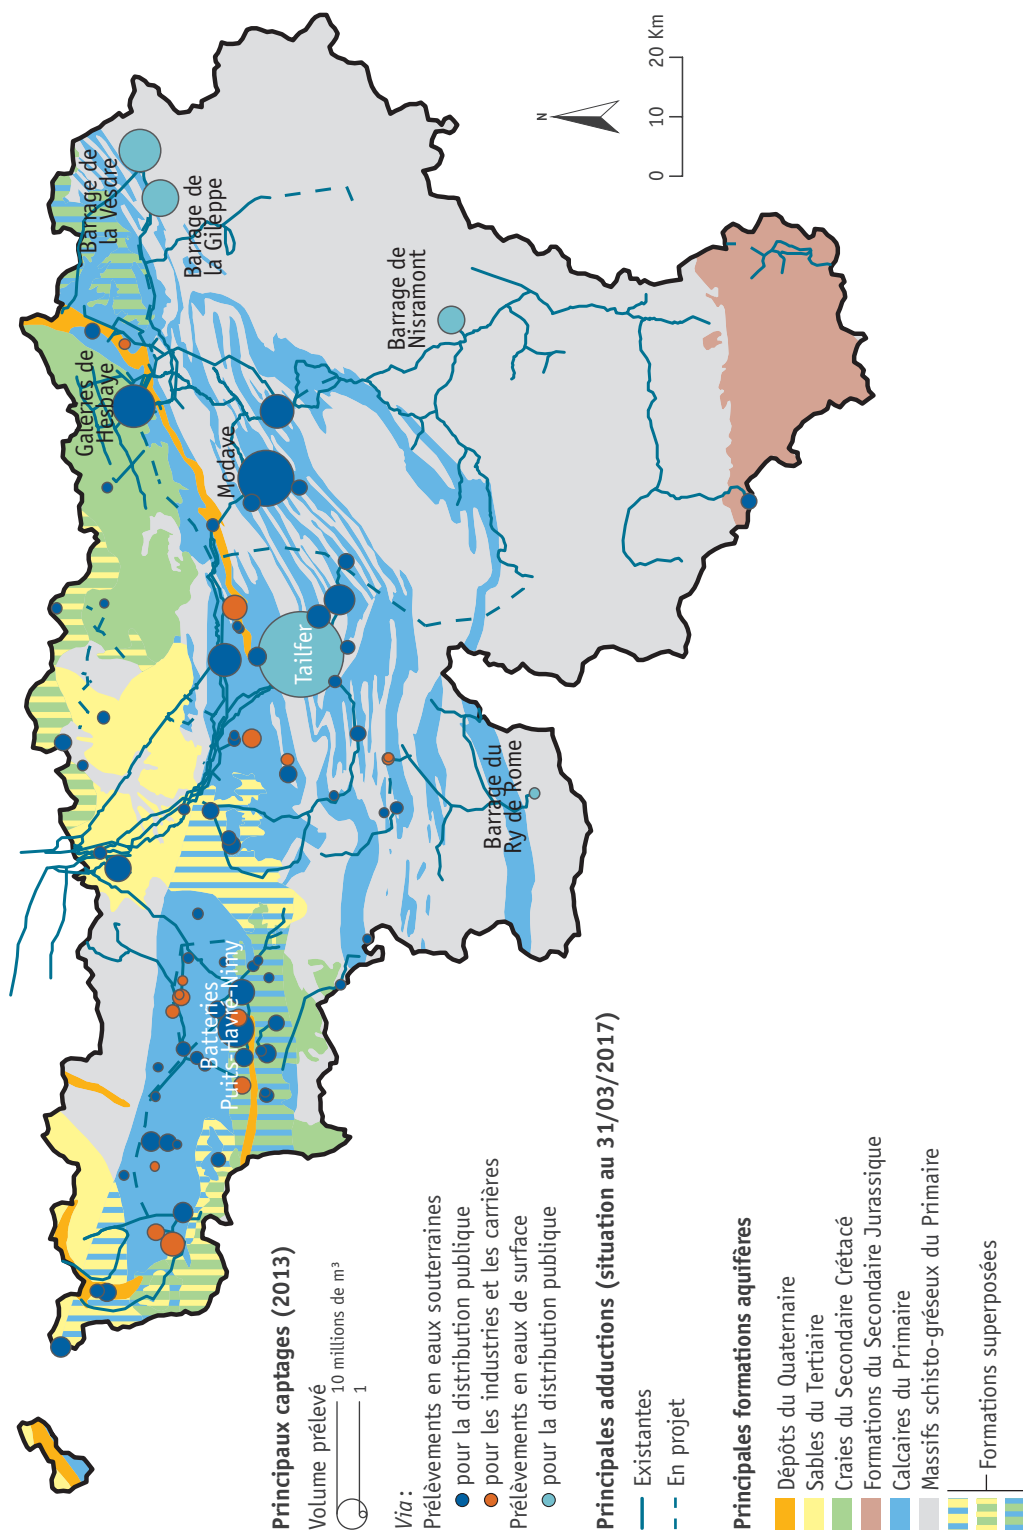 Barrage de
la Vesdre
Barrage de
la Gileppe
Galeries de
Hesbaye
Modave
Barrage de
Nisramont
Tailfer
Barrage du
Ry de Rome
Batteries
Puits-Havré-Nimy
N
0 10 20 Km
Principaux captages (2013)
Volume prélevé
10 millions de m³
1
Via :
Prélèvements en eaux souterraines
pour la distribution publique
pour les industries et les carrières
Prélèvements en eaux de surface
pour la distribution publique
Principales adductions (situation au 31/03/2017)
Existantes
En projet
Principales formations aquifères
Dépôts du Quaternaire
Sables du Tertiaire
Craies du Secondaire Crétacé
Formations du Secondaire Jurassique
Calcaires du Primaire
Massifs schisto-gréseux du Primaire
Formations superposées